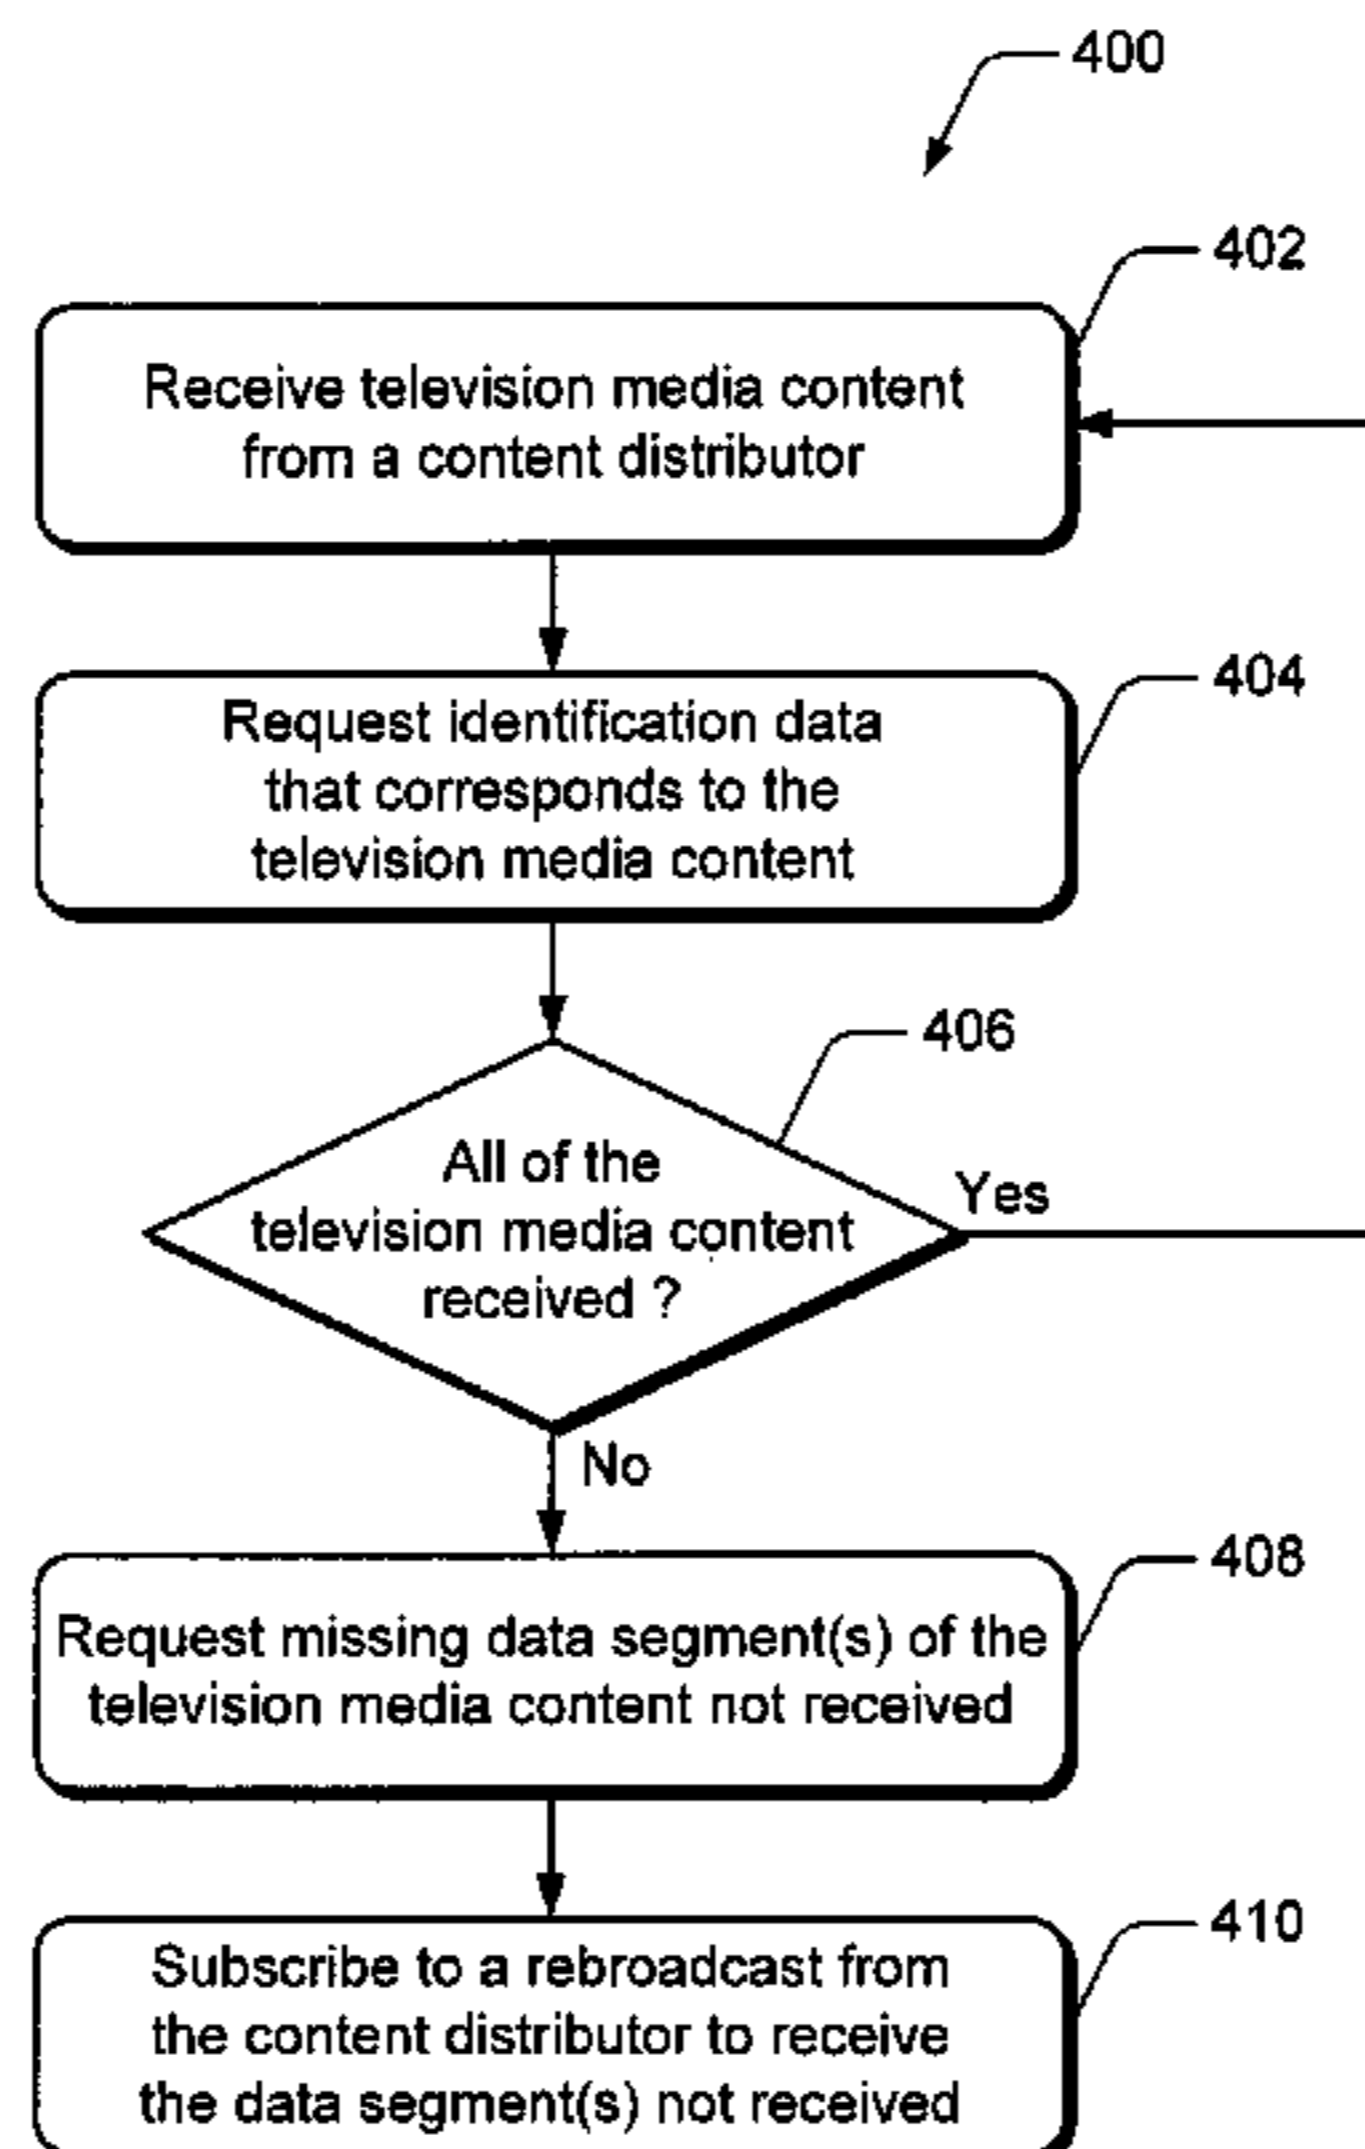 400
402
Receive television media content
from a content distributor
404
Request identification data
that corresponds to the
television media content
406
All of the
television media content
received ?
Yes
No
408
Request missing data segment(s) of the
television media content not received
410
Subscribe to a rebroadcast from
the content distributor to receive
the data segment(s) not received